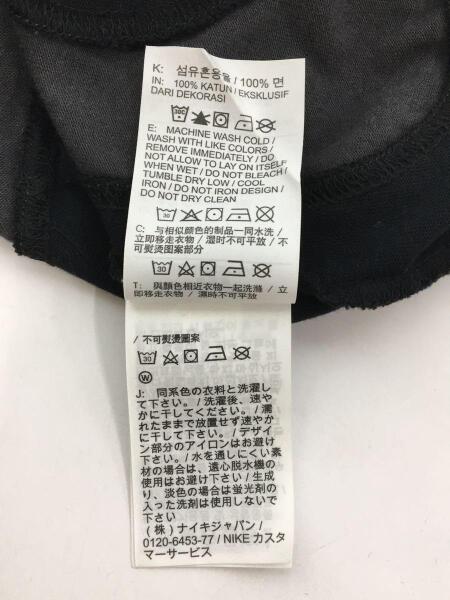 K: 섬유혼용율 / 100% 면
IN: 100% KATUN / EKSKLUSIF
DARI DEKORASI
30C
E: MACHINE WASH COLD /
WASH WITH LIKE COLORS /
REMOVE IMMEDIATELY / DO
NOT ALLOW TO LAY ON ITSELF
WHEN WET / DO NOT BLEACH /
TUMBLE DRY LOW / COOL
IRON / DO NOT IRON DESIGN /
DO NOT DRY CLEAN
30
C: 与相似颜色的制品一同水洗 /
立即移走衣物 / 湿时不可平放 / 不
可熨烫图案部分
30
T: 與顏色相近衣物一起洗滌 / 立
即移走衣物 / 濕時不可平放
/ 不可熨燙圖案
30
W
J: 同系色の衣料と洗濯し
て下さい。/ 洗濯後、速や
かに干してください。/ 濡
れたままで放置せず速やか
に干して下さい。/ デザイ
ン部分のアイロンはお避け
下さい。/ 水を通しにくい素
材の場合は、遠心脱水機の
使用はお避け下さい / 生成
り、淡色の場合は蛍光剤の
入った洗剤は使用しないで
下さい
(株) ナイキジャパン /
0120-6453-77 / NIKE カスタ
マーサービス